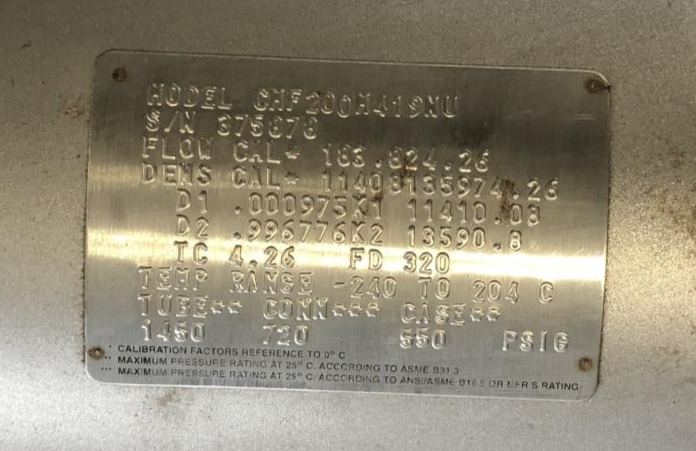 MODEL CMF200M419NU
S/N 375878
FLOW CAL* 183.824.26
DENS CAL* 11408135974.26
D1 .000975K1 11410.08
D2 .996776K2 13590.8
TC 4.26 FD 320
TEMP RANGE -240 TO 204 C
TUBE** CONN*** CASE**
1450 720 550 PSIG
* CALIBRATION FACTORS REFERENCE TO 0° C
** MAXIMUM PRESSURE RATING AT 25° C, ACCORDING TO ASME B31.3
*** MAXIMUM PRESSURE RATING AT 25° C, ACCORDING TO ANSI/ASME B16.5 OR MFR'S RATING